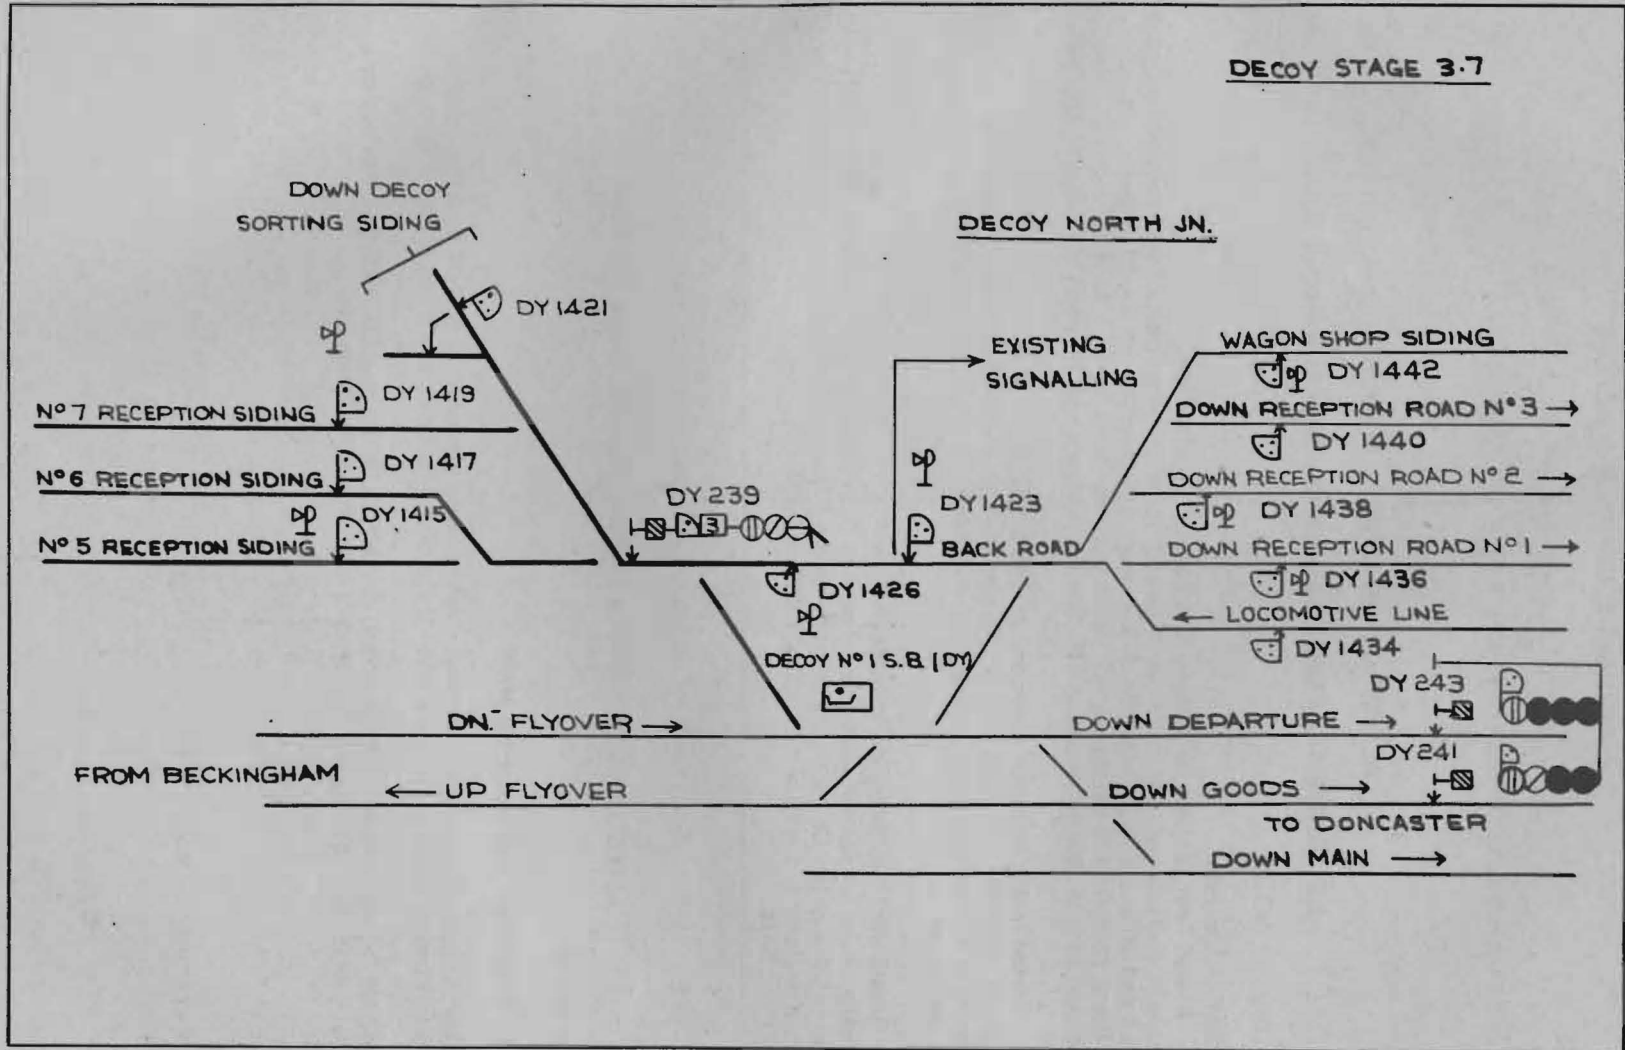 DECOY STAGE 3.7
DOWN DECOY
SORTING SIDING
DECOY NORTH JN.
DY 1421
EXISTING
SIGNALLING
WAGON SHOP SIDING
DY 1442
DY 1419
Nº 7 RECEPTION SIDING
DOWN RECEPTION ROAD Nº 3 →
DY 1440
DY 1417
Nº 6 RECEPTION SIDING
DOWN RECEPTION ROAD Nº 2 →
DY 239
3
DY 1423
DY 1438
DY 1415
Nº 5 RECEPTION SIDING
BACK ROAD
DOWN RECEPTION ROAD Nº 1 →
DY 1426
DY 1436
← LOCOMOTIVE LINE
DY 1434
DECOY Nº 1 S.B. (DY)
DY 243
DN. FLYOVER →
DOWN DEPARTURE →
DY 241
FROM BECKINGHAM
← UP FLYOVER
DOWN GOODS →
TO DONCASTER
DOWN MAIN →